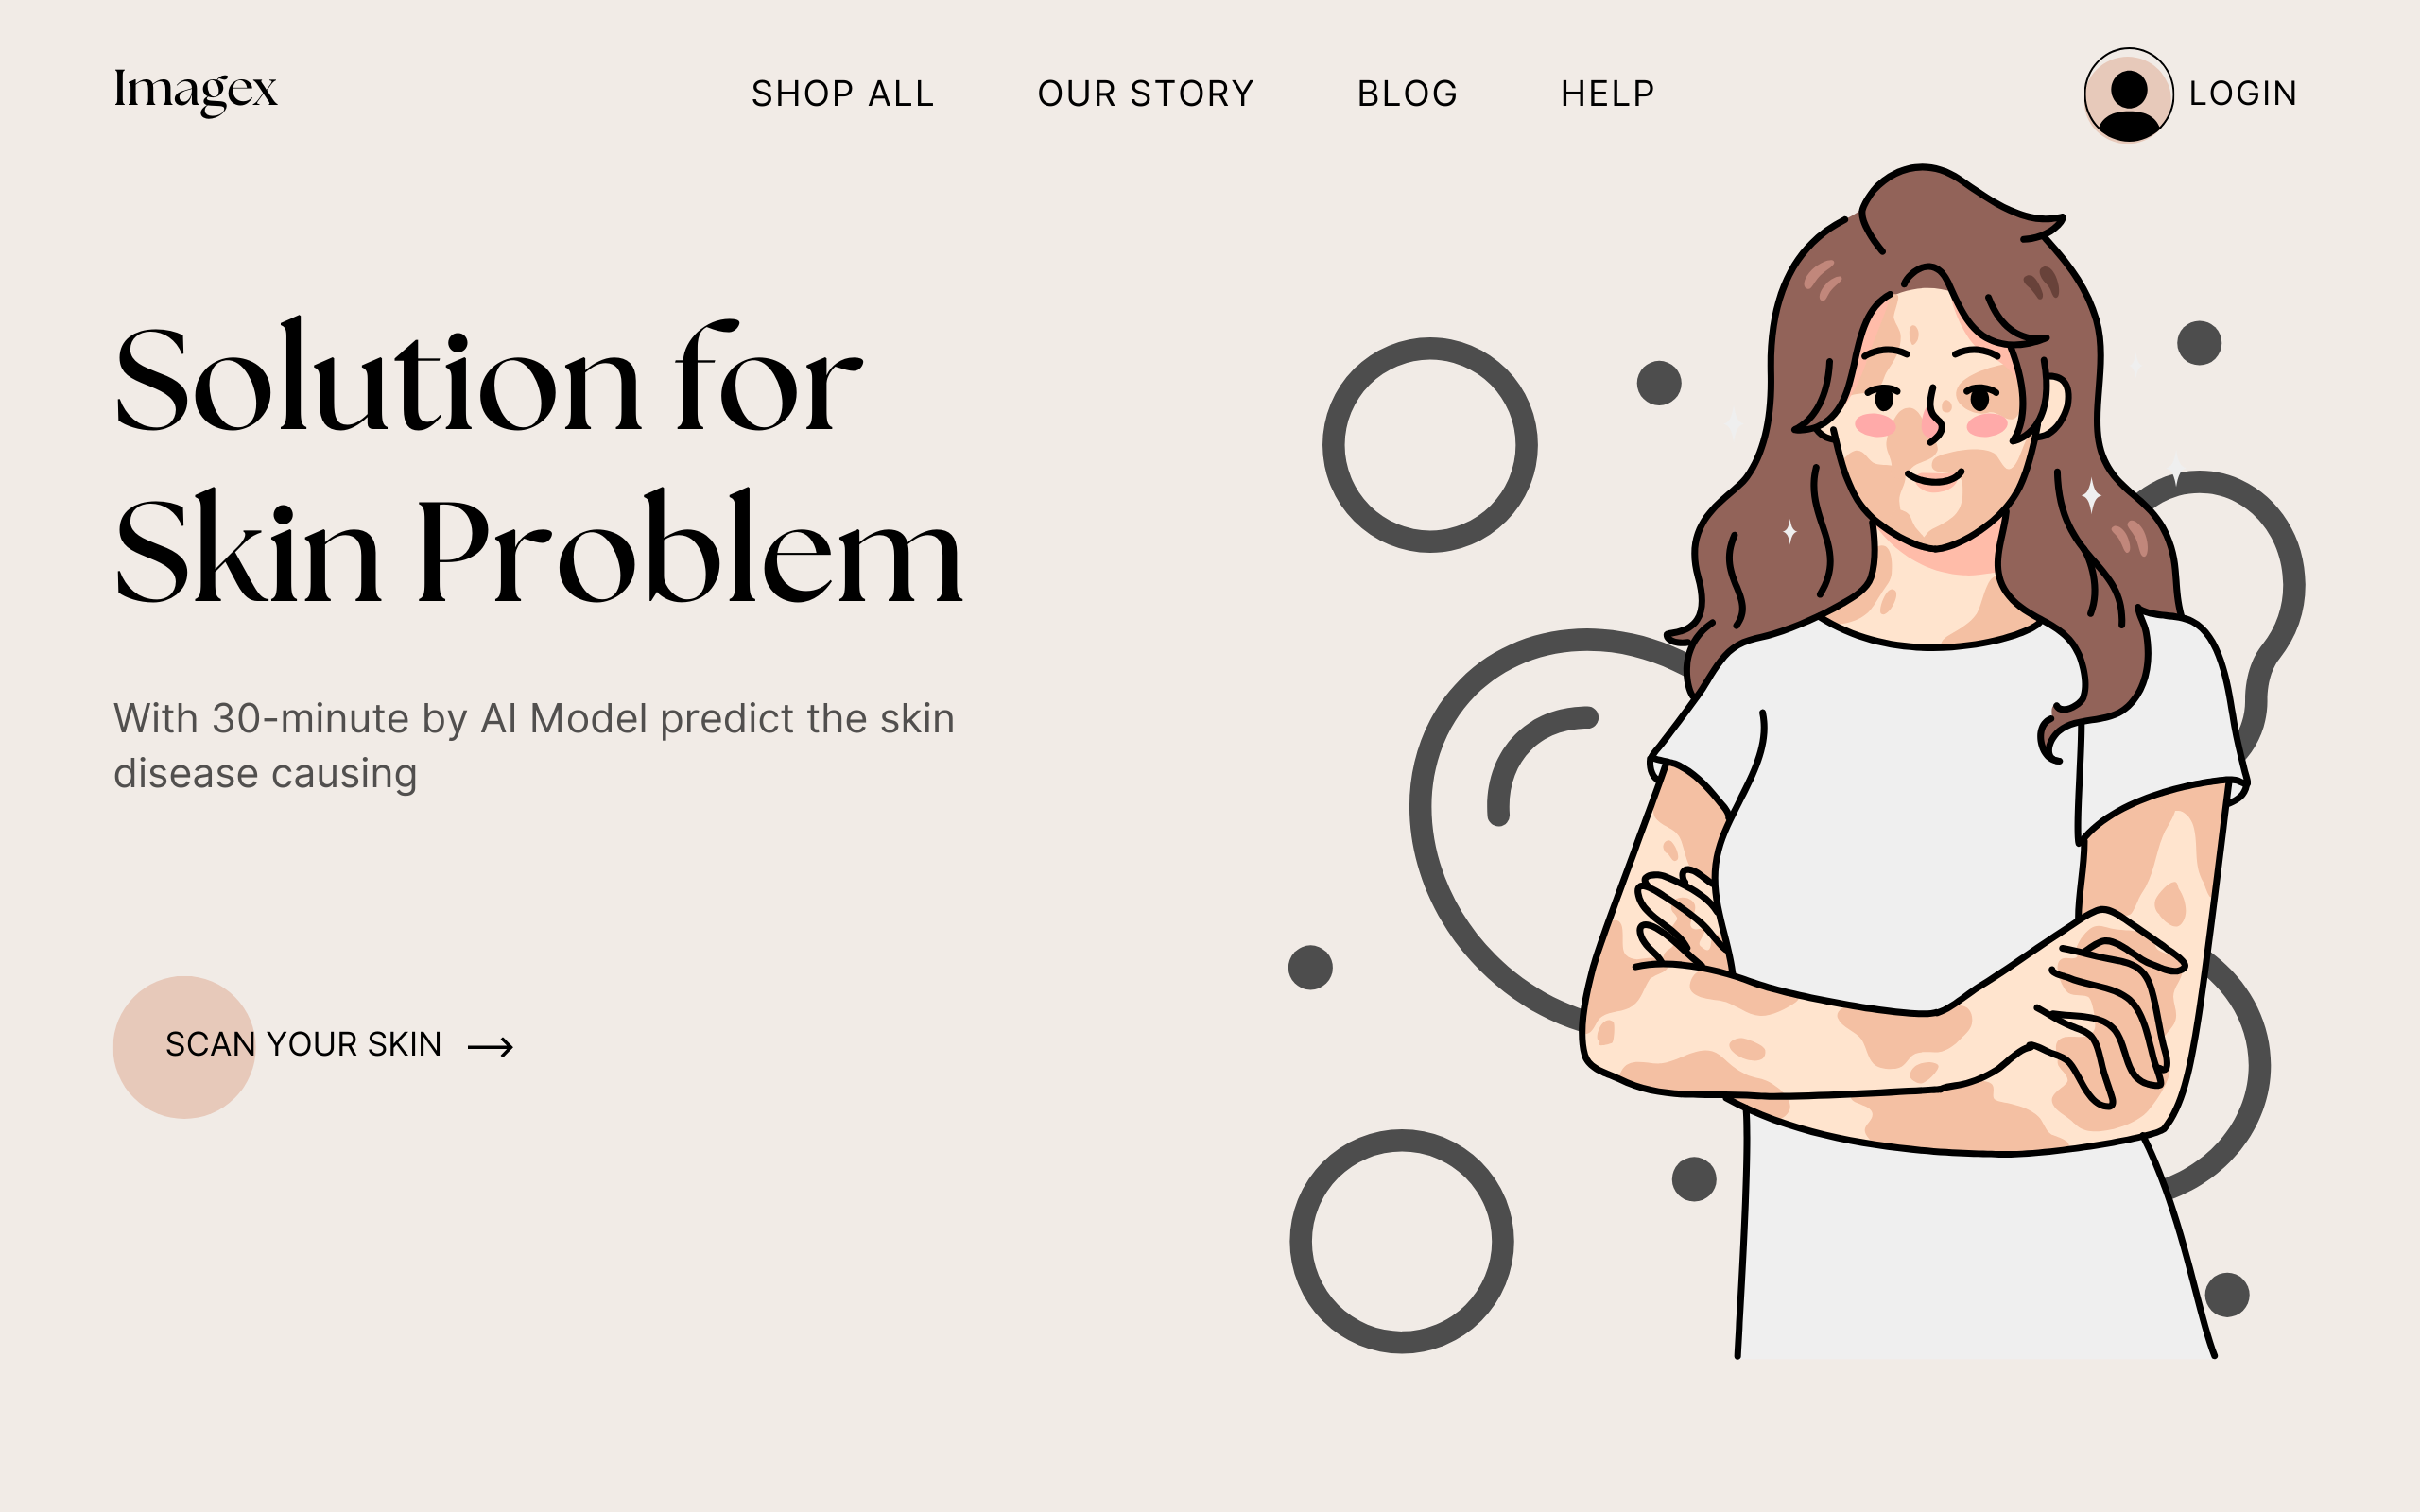 Imagex
SHOP ALL
OUR STORY
BLOG
HELP
LOGIN
Solution for
Skin Problem
With 30-minute by AI Model predict the skin
disease causing
SCAN YOUR SKIN →